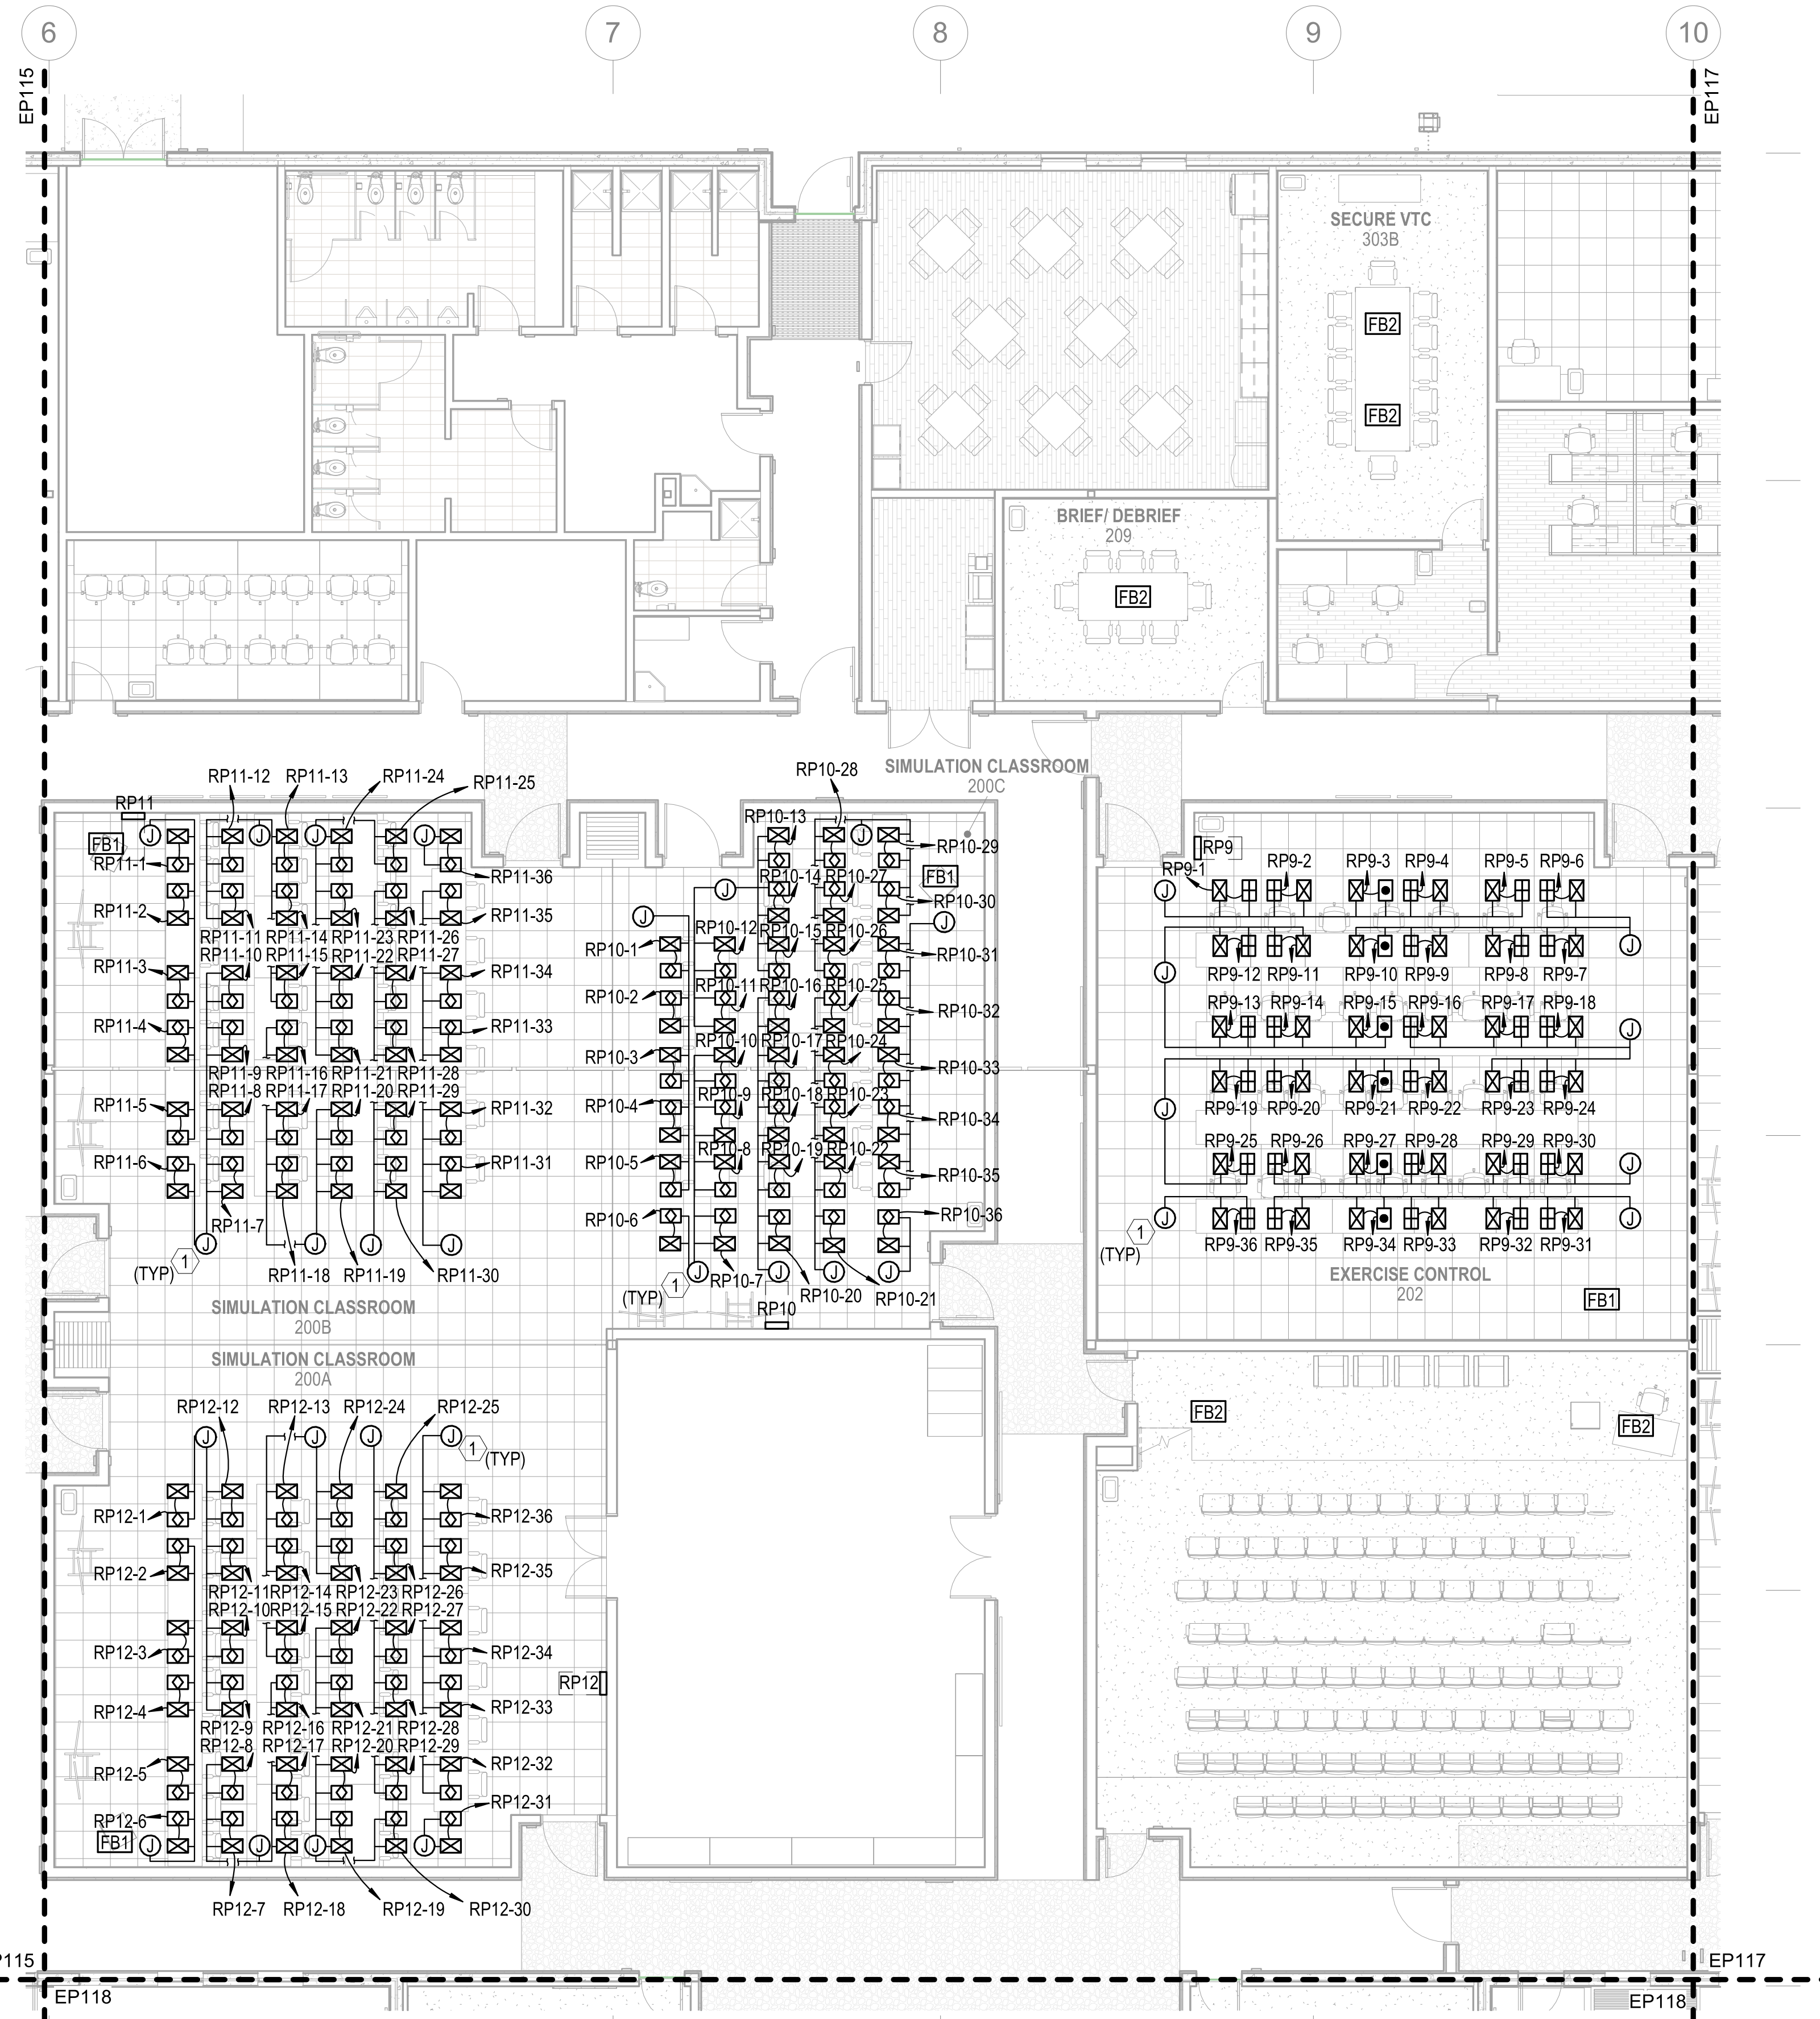 6
7
8
9
10
EP115
EP117
SECURE VTC
303B
FB2
FB2
BRIEF/ DEBRIEF
209
FB2
SIMULATION CLASSROOM
200C
RP11-12
RP11-13
RP11-24
RP11-25
RP11
J
J
J
J
FB1
RP11-1
RP11-36
RP11-2
RP11-35
RP11-11
RP11-14
RP11-23
RP11-26
RP11-10
RP11-15
RP11-22
RP11-27
RP11-3
RP11-34
RP11-4
RP11-33
RP11-9
RP11-16
RP11-21
RP11-28
RP11-8
RP11-17
RP11-20
RP11-29
RP11-5
RP11-32
RP11-6
RP11-31
RP11-7
J
J
J
J
1
(TYP)
RP11-18
RP11-19
RP11-30
SIMULATION CLASSROOM
200B
RP10-28
RP10-13
J
RP10-29
RP10-14
RP10-27
FB1
J
RP10-30
J
J
RP10-12
RP10-15
RP10-26
RP10-1
RP10-31
RP10-11
RP10-16
RP10-25
RP10-2
RP10-32
RP10-10
RP10-17
RP10-24
RP10-3
RP10-33
RP10-9
RP10-18
RP10-23
RP10-4
RP10-34
RP10-8
RP10-19
RP10-22
RP10-5
RP10-35
RP10-6
RP10-36
J
J
J
J
1
(TYP)
RP10-7
RP10-20
RP10-21
RP10
RP9
RP9-1
RP9-2
RP9-3
RP9-4
RP9-5
RP9-6
J
J
J
RP9-12
RP9-11
RP9-10
RP9-9
RP9-8
RP9-7
RP9-13
RP9-14
RP9-15
RP9-16
RP9-17
RP9-18
J
J
RP9-19
RP9-20
RP9-21
RP9-22
RP9-23
RP9-24
RP9-25
RP9-26
RP9-27
RP9-28
RP9-29
RP9-30
J
1
J
J
(TYP)
RP9-36
RP9-35
RP9-34
RP9-33
RP9-32
RP9-31
EXERCISE CONTROL
202
FB1
SIMULATION CLASSROOM
200A
RP12-12
RP12-13
RP12-24
RP12-25
J
J
J
J
1
(TYP)
RP12-1
RP12-36
RP12-2
RP12-35
RP12-11
RP12-14
RP12-23
RP12-26
RP12-10
RP12-15
RP12-22
RP12-27
RP12-3
RP12-34
RP12
RP12-4
RP12-33
RP12-9
RP12-16
RP12-21
RP12-28
RP12-8
RP12-17
RP12-20
RP12-29
RP12-5
RP12-32
RP12-6
RP12-31
FB1
J
J
J
J
RP12-7
RP12-18
RP12-19
RP12-30
FB2
FB2
P115
EP117
EP118
EP118